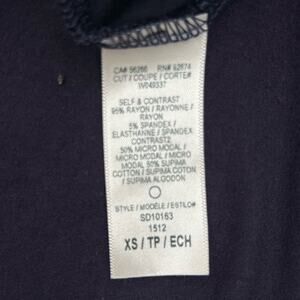 CA# 56266 RN# 62674
CUT / COUPE / CORTE#
W049337
SELF & CONTRAST
95% RAYON / RAYONNE /
RAYON
5% SPANDEX /
ELASTHANNE / SPANDEX
CONTRAST2
50% MICRO MODAL /
MICRO MODAL / MICRO
MODAL 50% SUPIMA
COTTON / SUPIMA COTON
/ SUPIMA ALGODON
STYLE / MODÈLE / ESTILO#
SD10163
1512
XS / TP / ECH